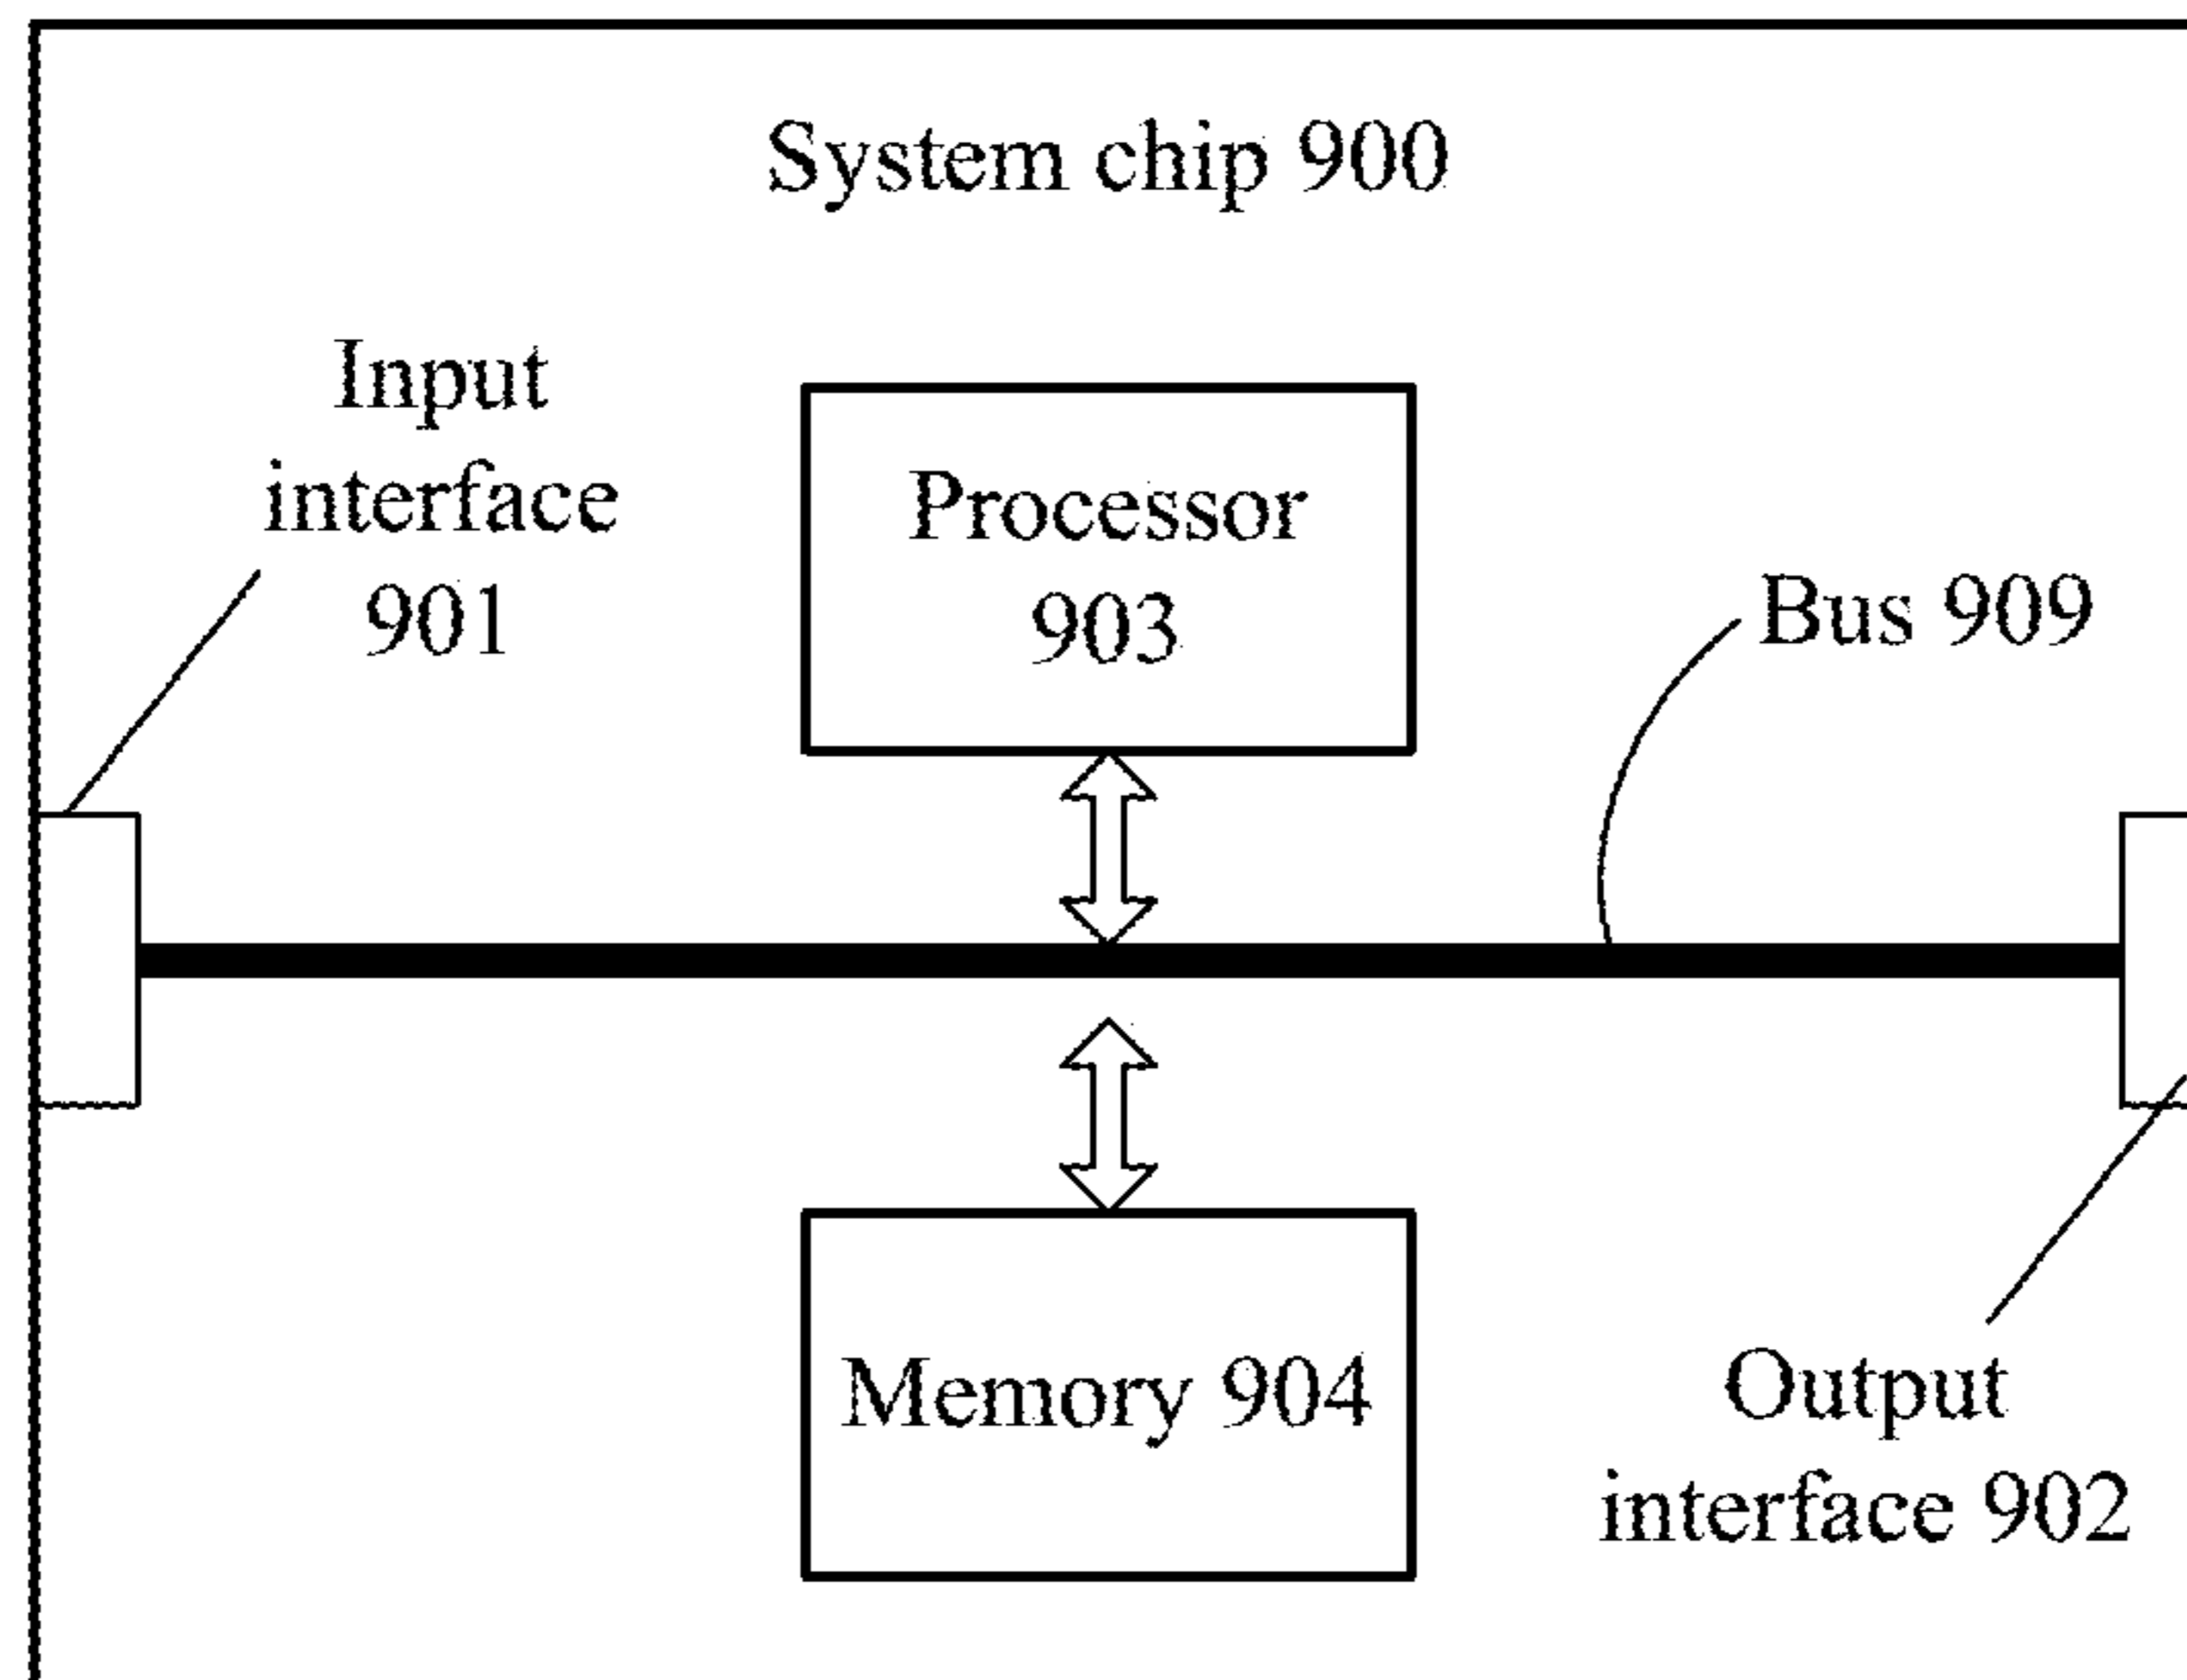 System chip 900
Input
interface
901
Processor
903
Bus 909
Memory 904
Output
interface 902